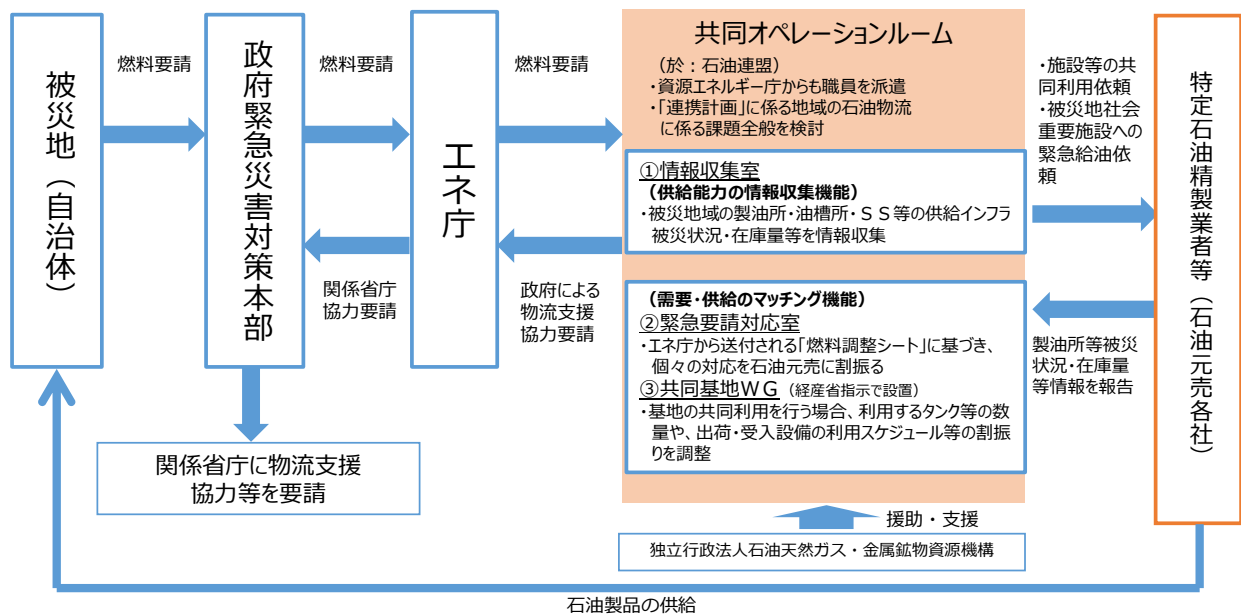 被災地（自治体）
燃料要請
政府緊急災害対策本部
燃料要請
関係省庁
協力要請
エネ庁
燃料要請
政府による
物流支援
協力要請
共同オペレーションルーム
（於：石油連盟）
・資源エネルギー庁からも職員を派遣
・「連携計画」に係る地域の石油物流
に係る課題全般を検討
①情報収集室
（供給能力の情報収集機能）
・被災地域の製油所・油槽所・ＳＳ等の供給インフラ
被災状況・在庫量等を情報収集
（需要・供給のマッチング機能）
②緊急要請対応室
・エネ庁から送付される「燃料調整シート」に基づき、
個々の対応を石油元売に割振る
③共同基地ＷＧ（経産省指示で設置）
・基地の共同利用を行う場合、利用するタンク等の数
量や、出荷・受入設備の利用スケジュール等の割振
りを調整
・施設等の共
同利用依頼
・被災地社会
重要施設への
緊急給油依
頼
製油所等被災
状況・在庫量
等情報を報告
特定石油精製業者等（石油元売各社）
関係省庁に物流支援
協力等を要請
援助・支援
独立行政法人石油天然ガス・金属鉱物資源機構
石油製品の供給